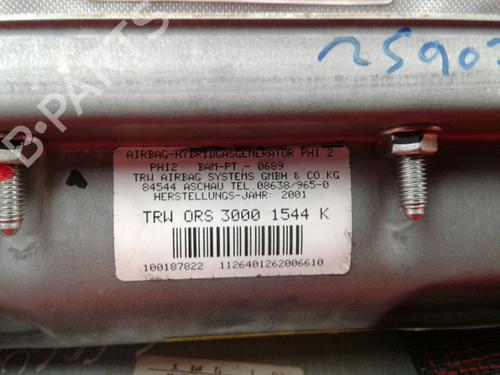 B-PARTS
AIRBAG-HYBRIDGASGENERATOR PHI 2
PHI2 BAM-PT - 0689
TRW AIRBAG SYSTEMS GMBH & CO.KG
84544 ASCHAU TEL.08638/965-0
HERSTELLUNGS-JAHR: 2001
TRW ORS 3000 1544 K
100187822 1126401262006610